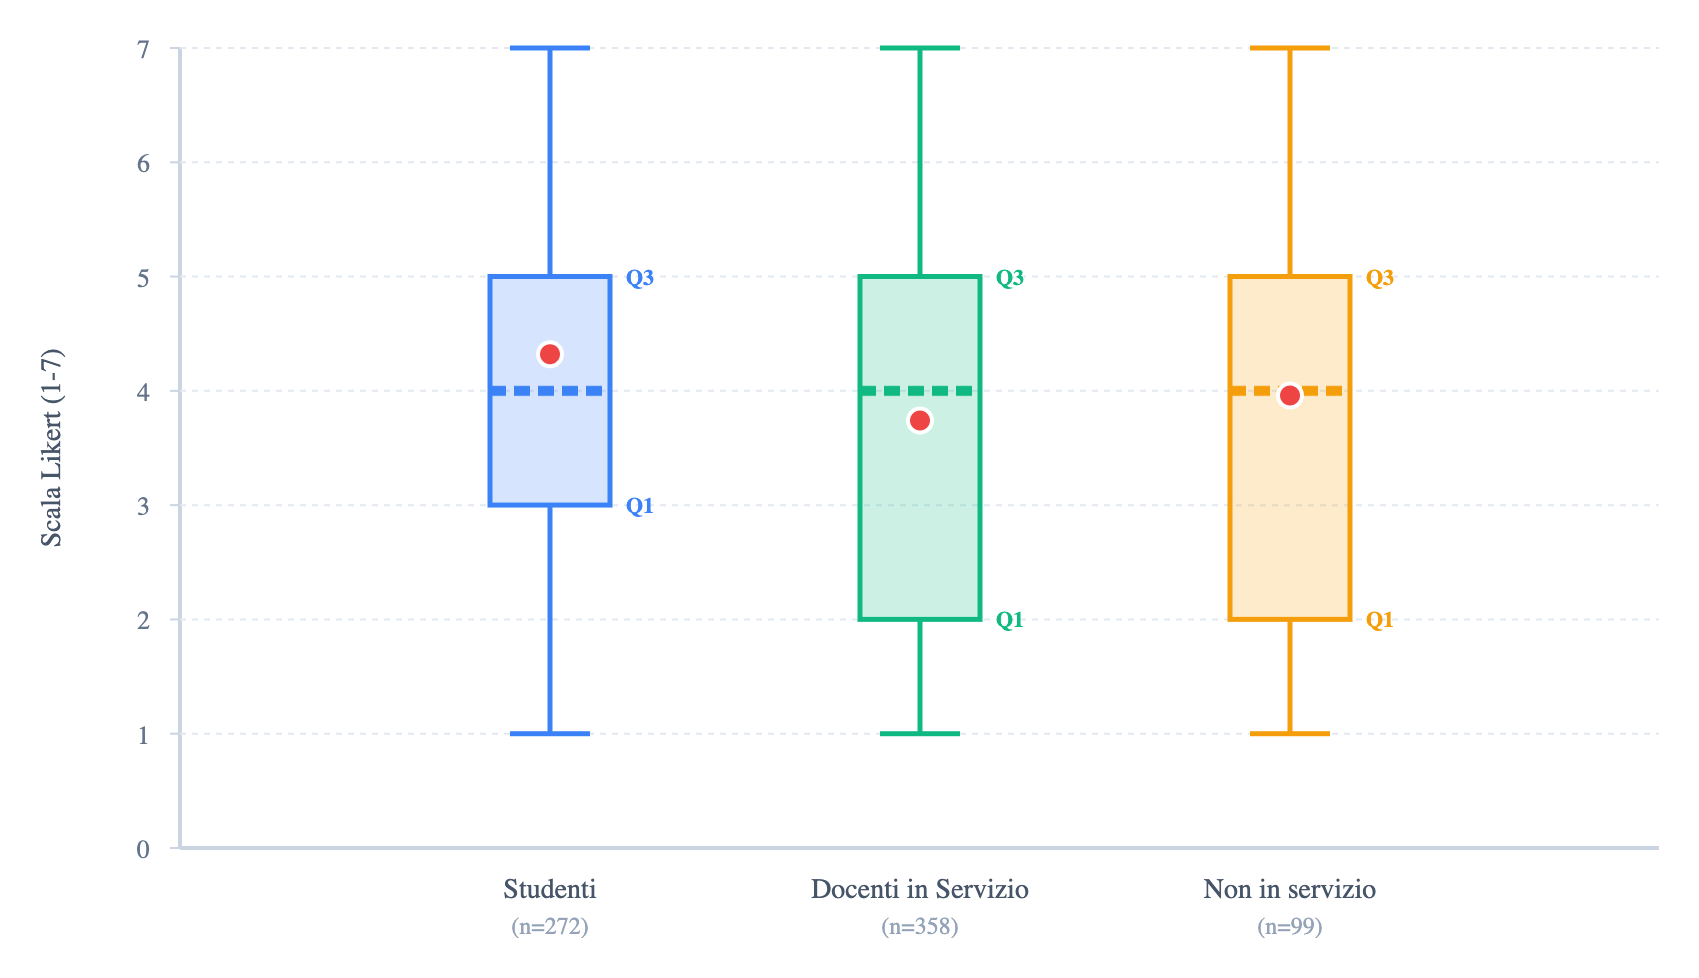 Scala Likert (1-7)
7
6
5
4
3
2
1
0
Q3
Q1
Q3
Q1
Q3
Q1
Studenti
(n=272)
Docenti in Servizio
(n=358)
Non in servizio
(n=99)